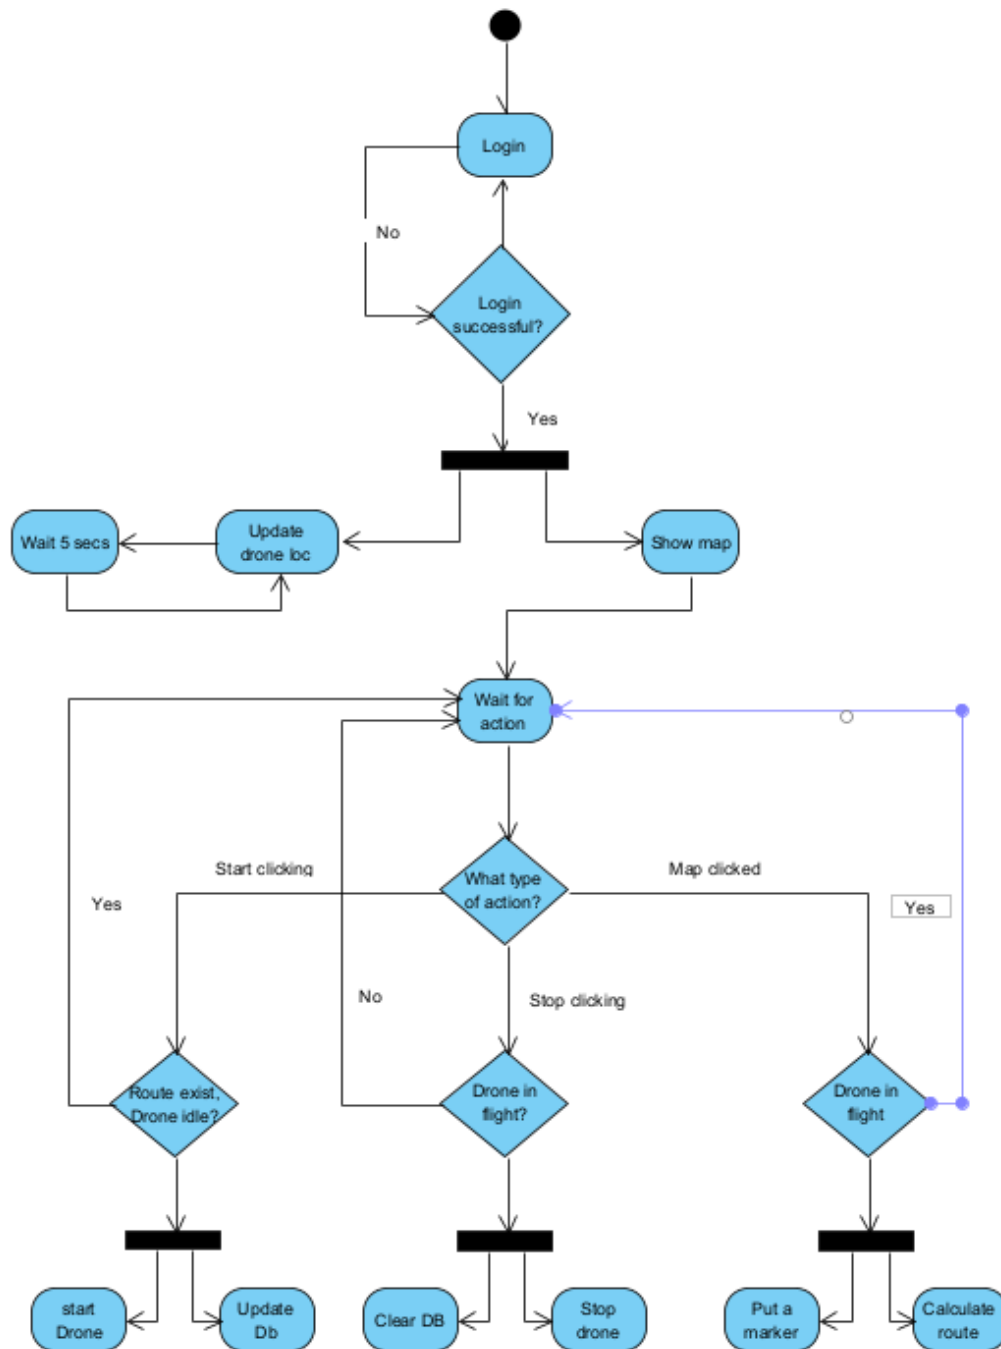 Login
No
Login
successful?
Yes
Wait 5 secs
Update
drone loc
Show map
Wait for
action
Start clicking
What type
of action?
Map clicked
Yes
Yes
No
Stop clicking
Route exist,
Drone idle?
Drone in
flight?
Drone in
flight
start
Drone
Update
Db
Clear DB
Stop
drone
Put a
marker
Calculate
route